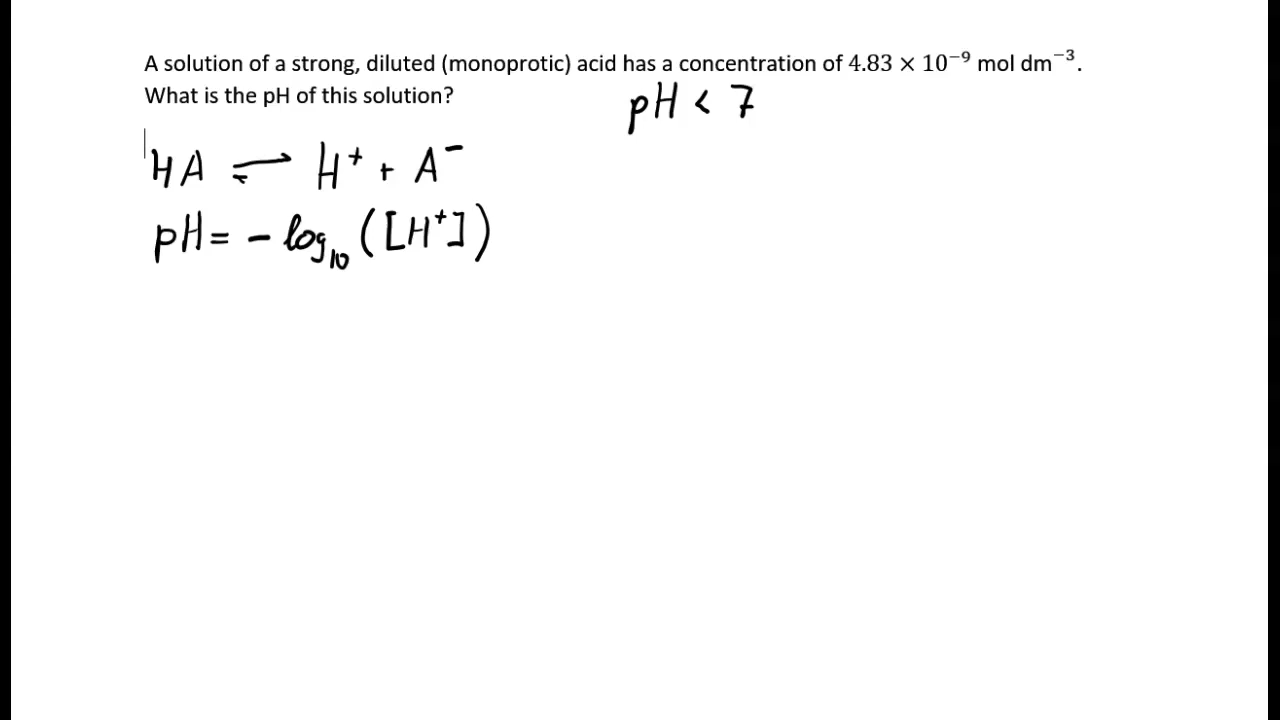 A solution of a strong, diluted (monoprotic) acid has a concentration of 4.83 × 10⁻⁹ mol dm⁻³.
What is the pH of this solution?
pH < 7
HA ⇌ H⁺ + A⁻
pH = - log₁₀ ([H⁺])